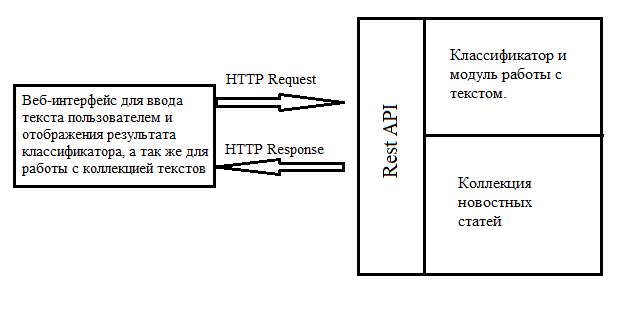 Веб-интерфейс для ввода
текста пользователем и
отображения результата
классификатора, а так же для
работы с коллекцией текстов
HTTP Request
HTTP Response
Rest API
Классификатор и
модуль работы с
текстом.
Коллекция
новостных
статей